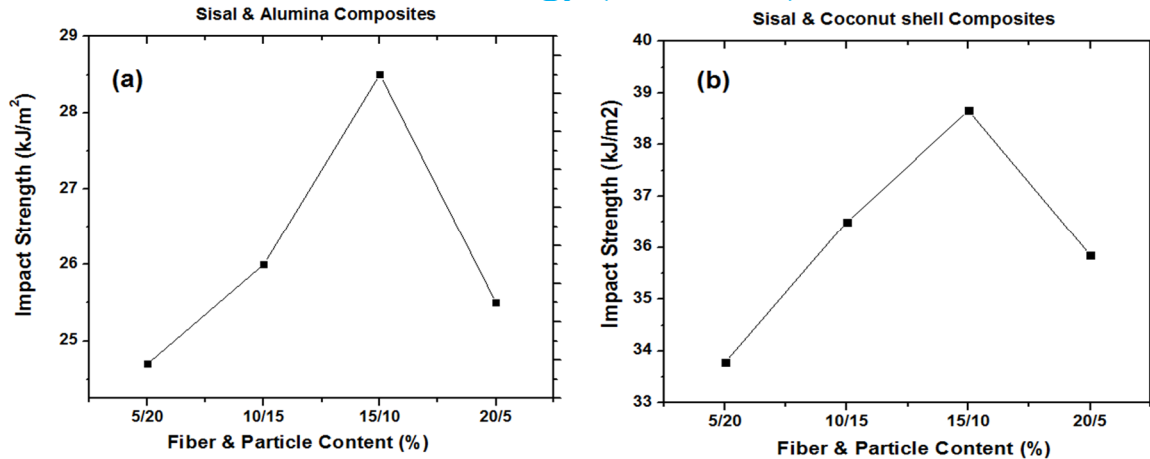 Sisal & Alumina Composites
(a)
Impact Strength (kJ/m²)
29
28
27
26
25
5/20 10/15 15/10 20/5
Fiber & Particle Content (%)
Sisal & Coconut shell Composites
(b)
Impact Strength (kJ/m2)
40
39
38
37
36
35
34
33
5/20 10/15 15/10 20/5
Fiber & Particle Content (%)